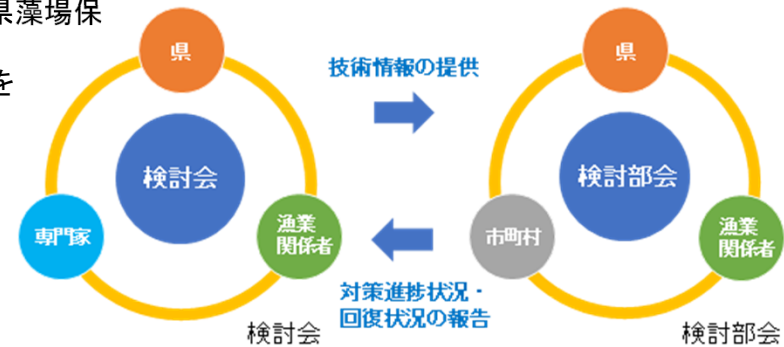 県藻場保
を
県
技術情報の提供
県
検討会
検討部会
専門家
漁業
関係者
市町村
漁業
関係者
対策進捗状況・
回復状況の報告
検討会
検討部会